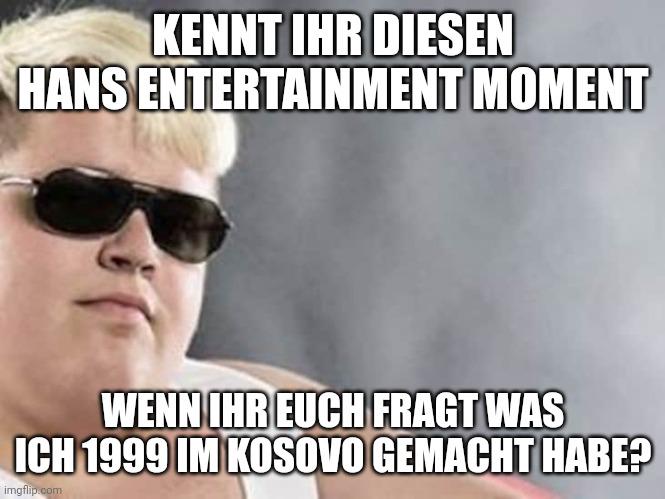 KENNT IHR DIESEN
HANS ENTERTAINMENT MOMENT
WENN IHR EUCH FRAGT WAS
ICH 1999 IM KOSOVO GEMACHT HABE?
imgflip.com